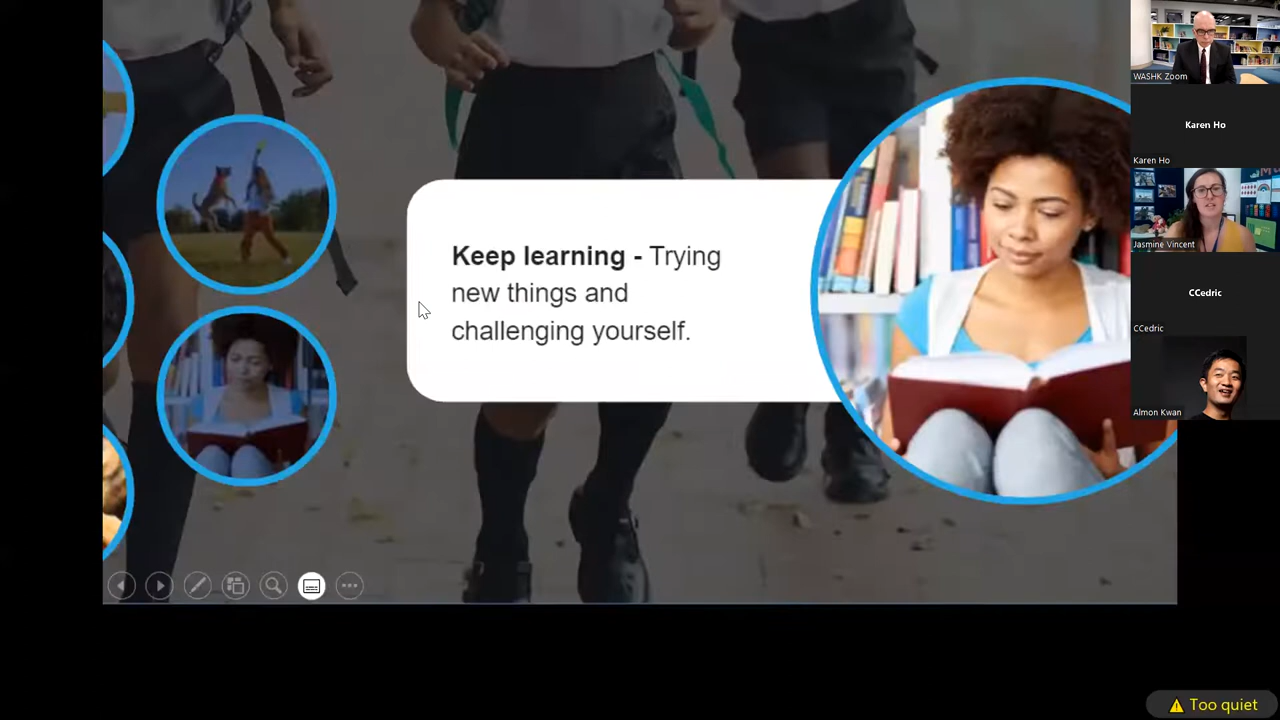 Keep learning - Trying
new things and
challenging yourself.
WASHK Zoom
Karen Ho
Karen Ho
Jasmine Vincent
CCedric
CCedric
Almon Kwan
Too quiet